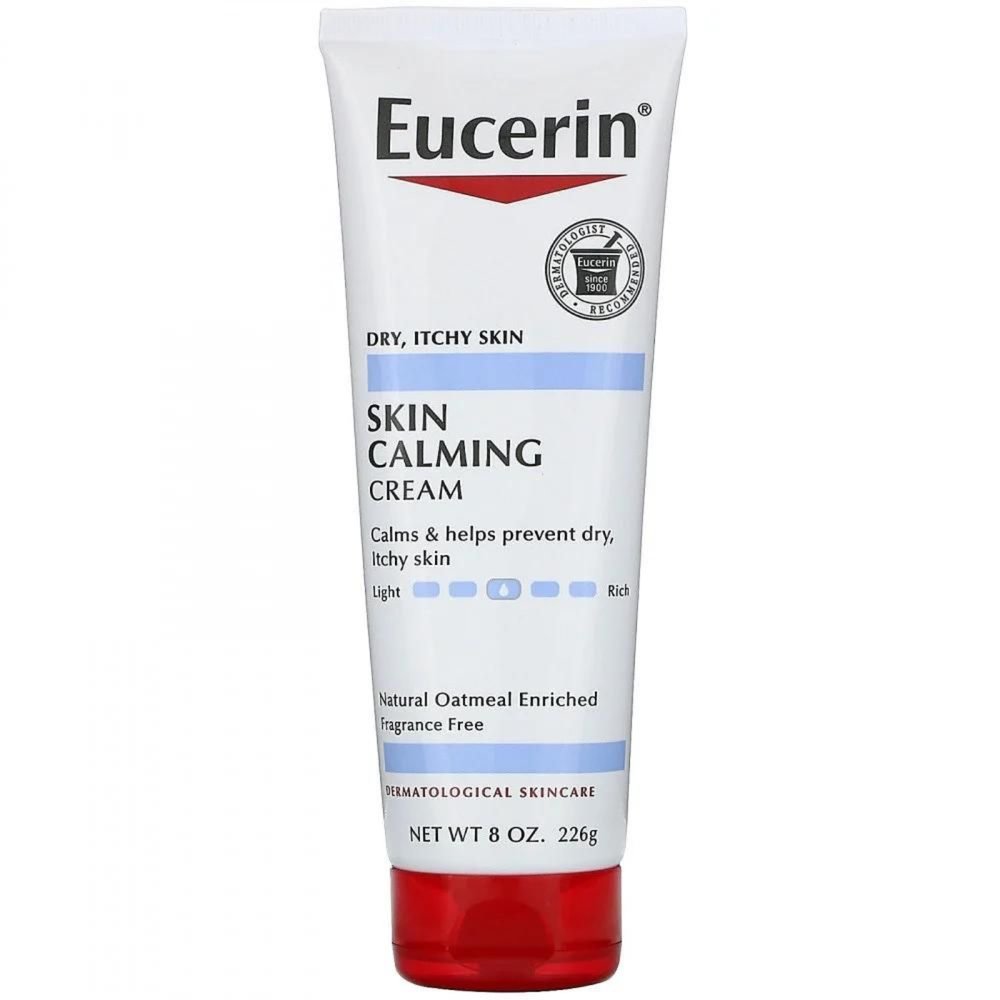 Eucerin®
DERMATOLOGIST RECOMMENDED
Eucerin
since
1900
DRY, ITCHY SKIN
SKIN
CALMING
CREAM
Calms & helps prevent dry,
Itchy skin
Light Rich
Natural Oatmeal Enriched
Fragrance Free
DERMATOLOGICAL SKINCARE
NET WT 8 OZ. 226g